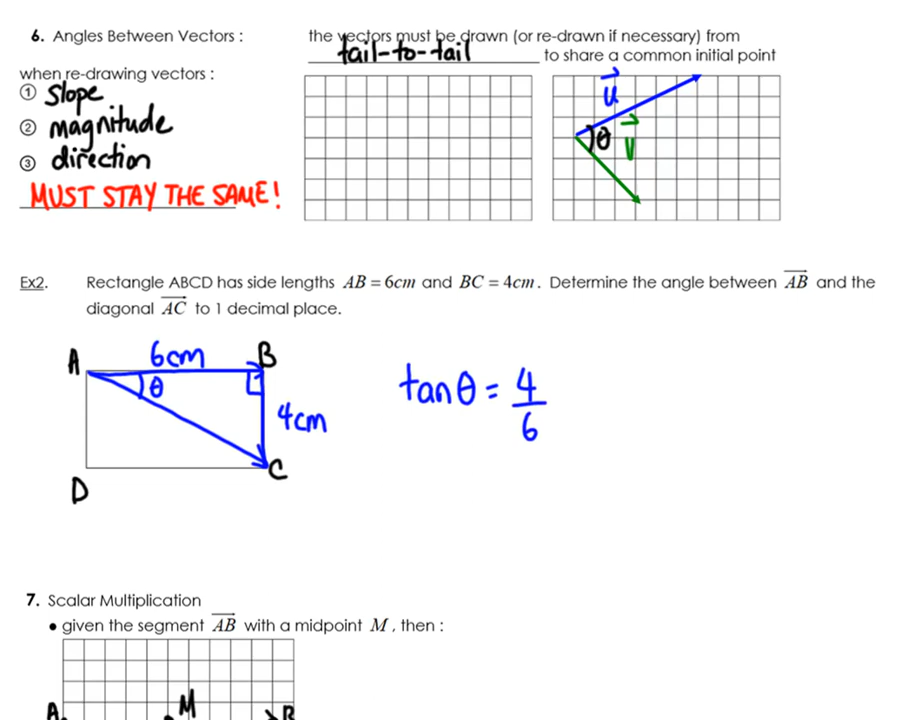 6. Angles Between Vectors :
the vectors must be drawn (or re-drawn if necessary) from
tail-to-tail to share a common initial point
when re-drawing vectors :
① slope
② magnitude
③ direction
MUST STAY THE SAME!
u
v
θ
Ex2. Rectangle ABCD has side lengths AB = 6cm and BC = 4cm. Determine the angle between AB and the
diagonal AC to 1 decimal place.
A 6cm B
θ
4cm
C
D
tan θ = 4/6
7. Scalar Multiplication
• given the segment AB with a midpoint M, then :
M
A
B